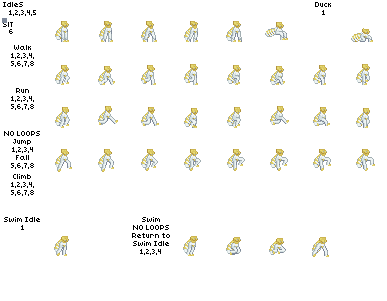 IdleS
1,2,3,4,5
Duck
1
SIT
6
Walk
1,2,3,4,
5,6,7,8
Run
1,2,3,4,
5,6,7,8
NO LOOPS
Jump
1,2,3,4
Fall
5,6,7,8
Climb
1,2,3,4,
5,6,7,8
Swim Idle
1
Swim
NO LOOPS
Return to
Swim Idle
1,2,3,4